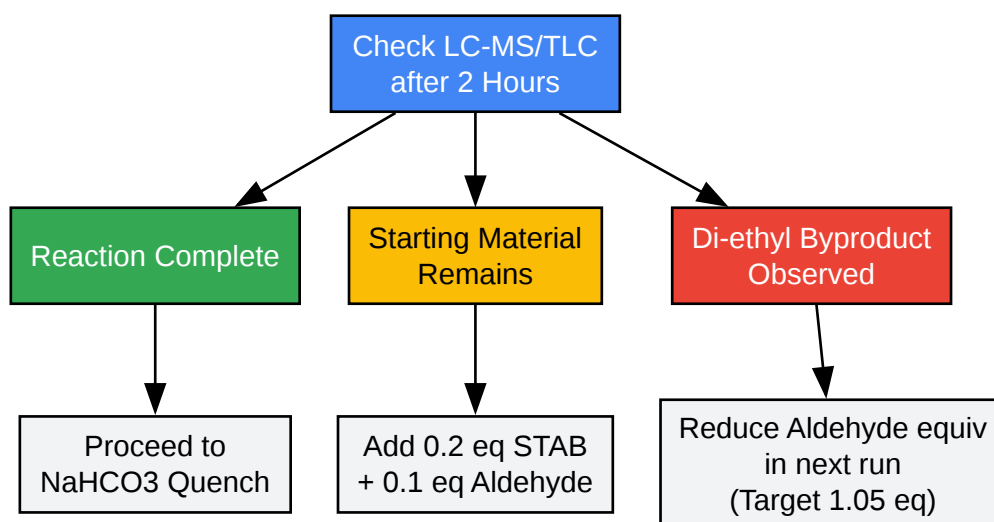 Check LC-MS/TLC
after 2 Hours
Reaction Complete
Starting Material
Remains
Di-ethyl Byproduct
Observed
Proceed to
NaHCO3 Quench
Add 0.2 eq STAB
+ 0.1 eq Aldehyde
Reduce Aldehyde equiv
in next run
(Target 1.05 eq)